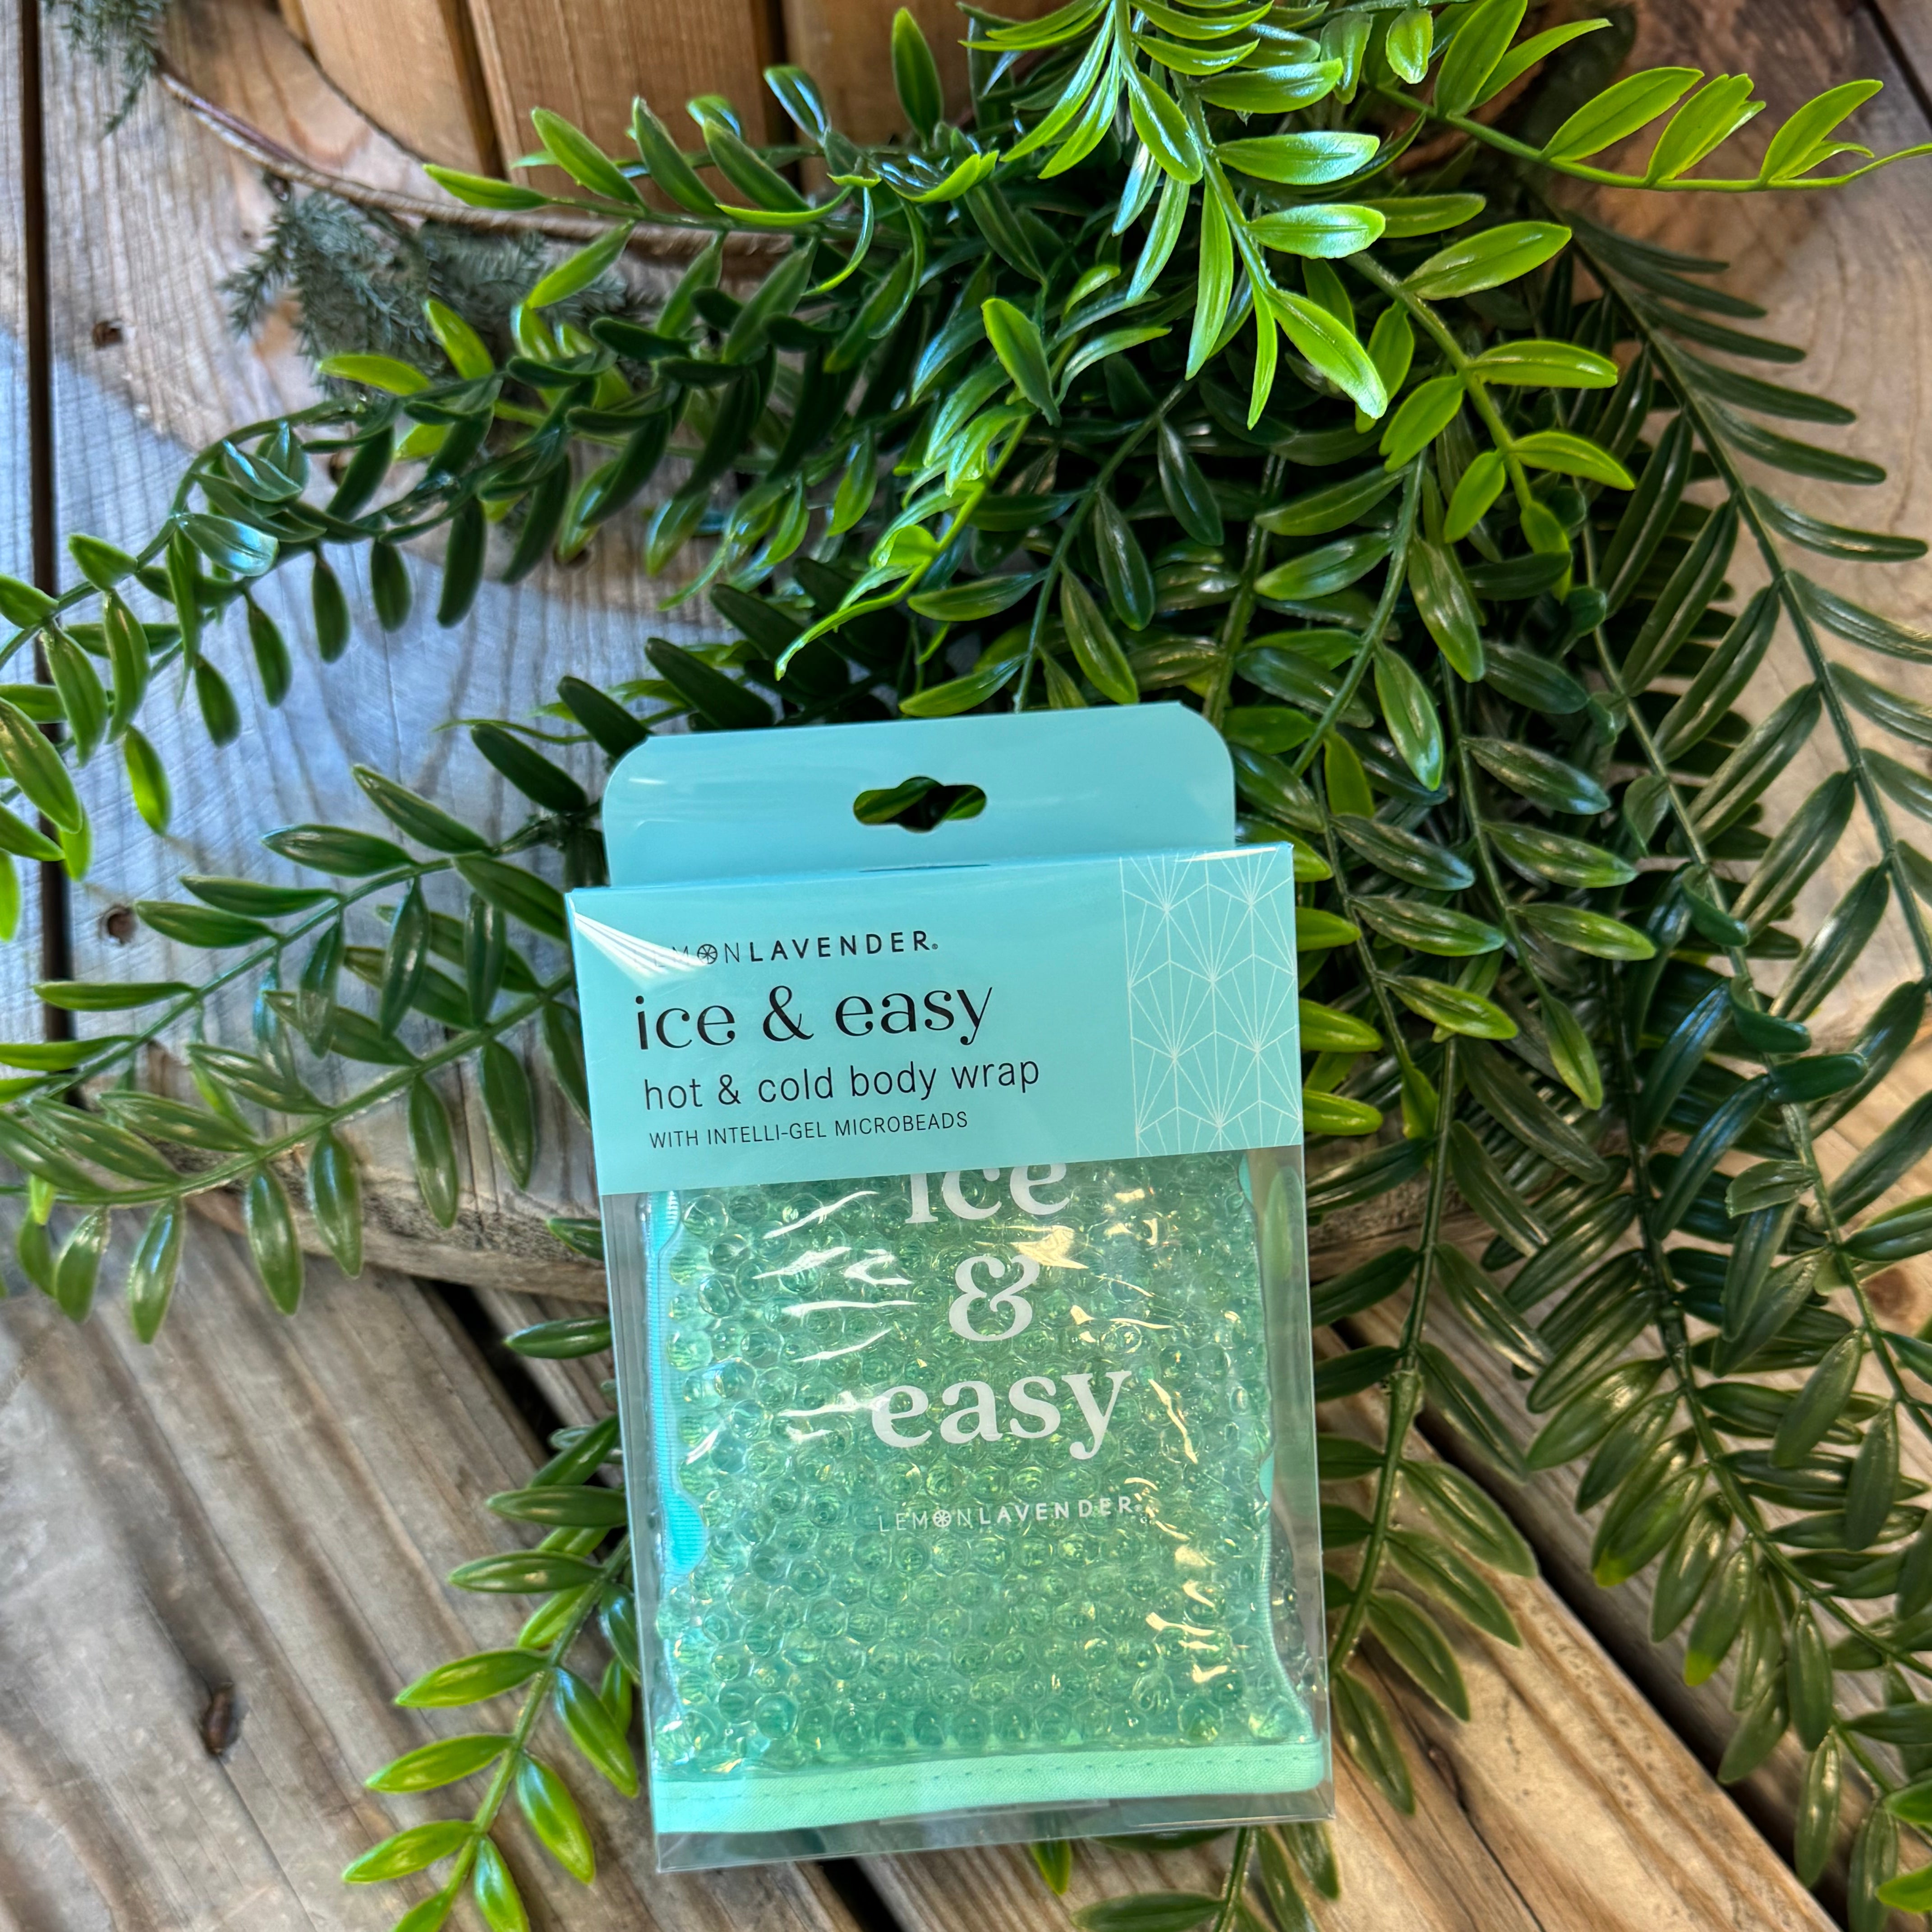 LEMONLAVENDER®
ice & easy
hot & cold body wrap
WITH INTELLI-GEL MICROBEADS
ice
&
easy
LEMONLAVENDER®